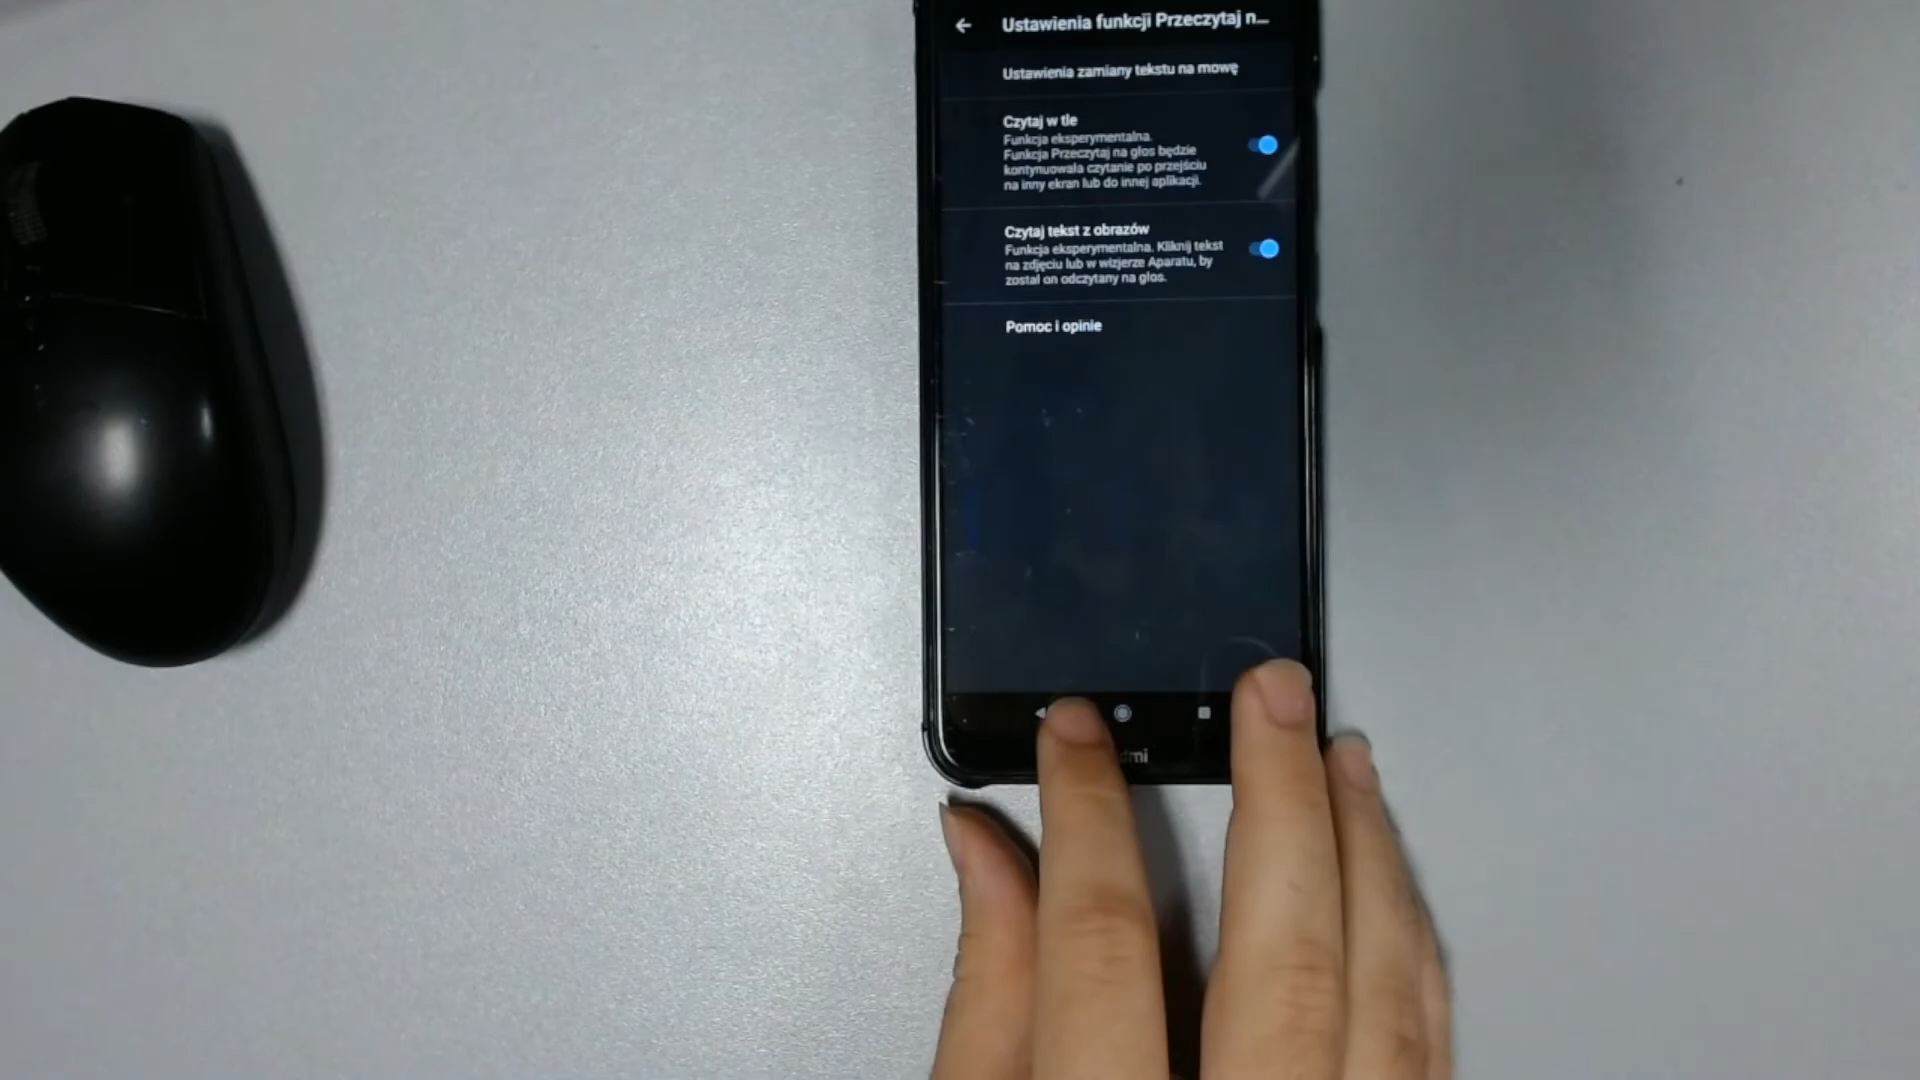 Ustawienia funkcji Przeczytaj n...
Ustawienia zamiany tekstu na mowę
Czytaj w tle
Funkcja eksperymentalna.
Funkcja Przeczytaj na głos będzie
kontynuowała czytanie po przejściu
na inny ekran lub do innej aplikacji.
Czytaj tekst z obrazów
Funkcja eksperymentalna. Kliknij tekst
na zdjęciu lub w wizjerze Aparatu, by
został on odczytany na głos.
Pomoc i opinie
dmi